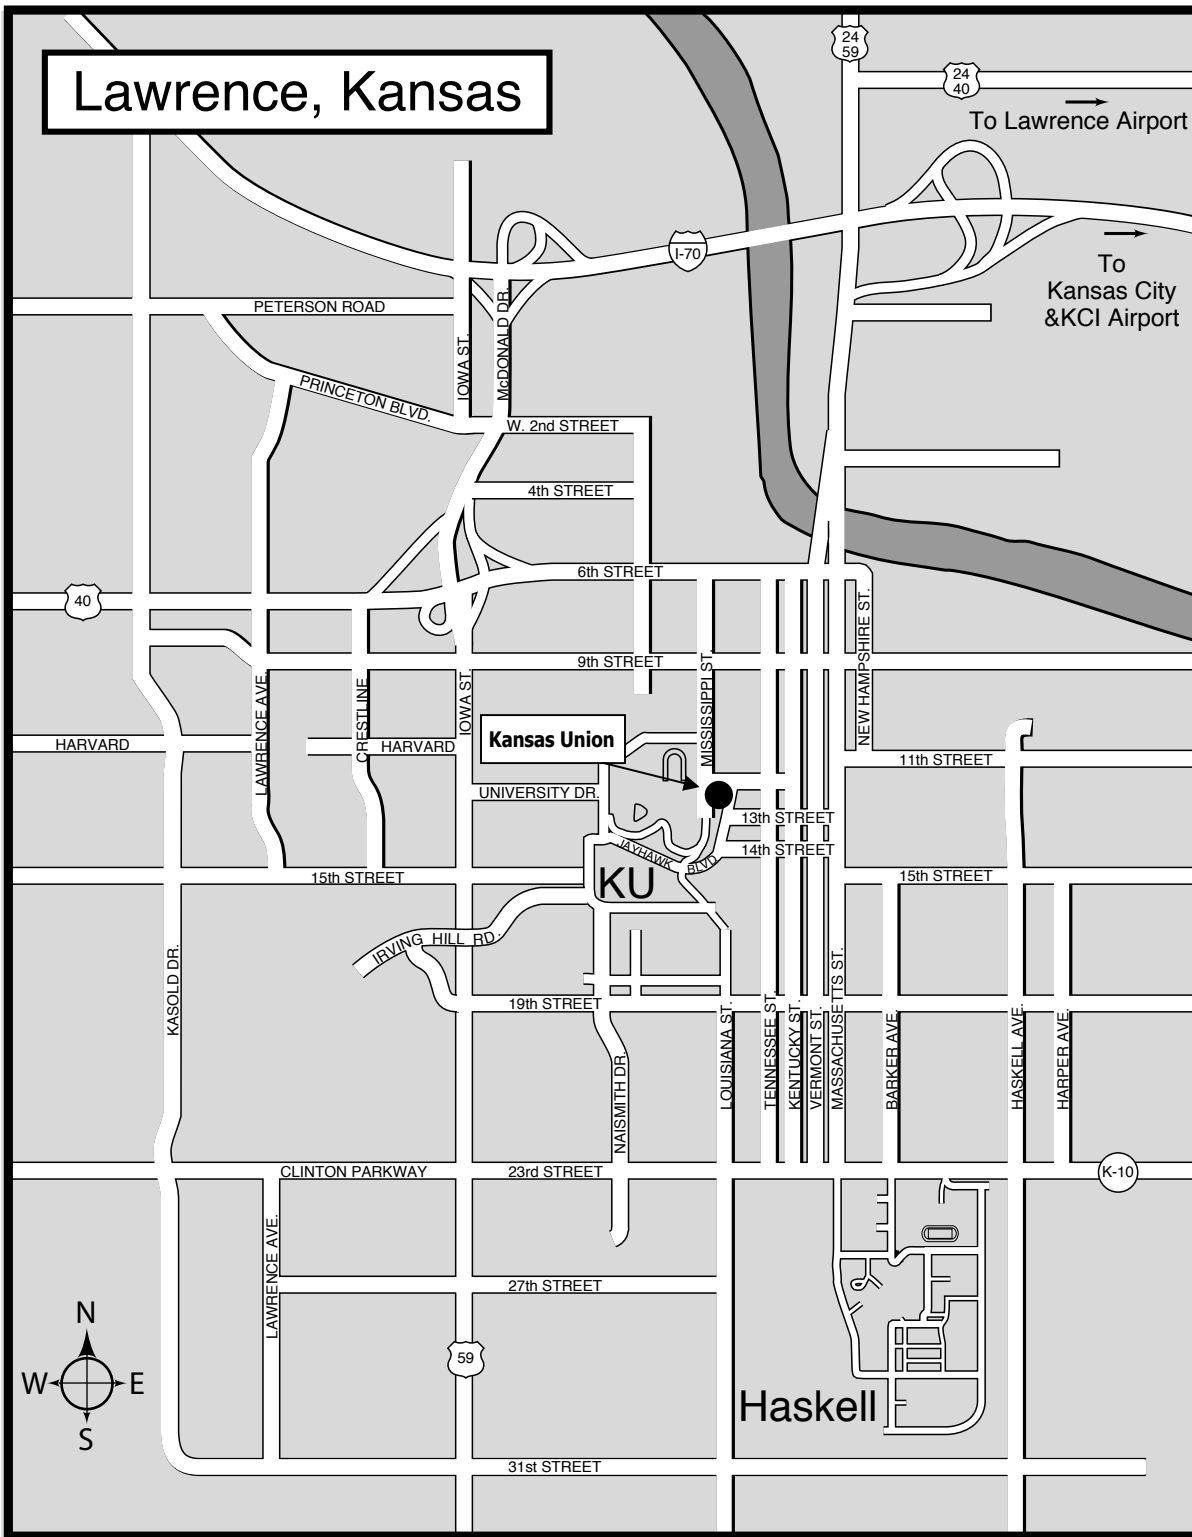 Lawrence, Kansas
24
59
24
40
To Lawrence Airport
I-70
To
Kansas City
&KCI Airport
PETERSON ROAD
IOWA ST.
McDONALD DR.
PRINCETON BLVD.
W. 2nd STREET
4th STREET
6th STREET
40
NEW HAMPSHIRE ST.
9th STREET
MISSISSIPPI ST.
LAWRENCE AVE.
CRESTLINE
IOWA ST.
HARVARD
HARVARD
Kansas Union
11th STREET
UNIVERSITY DR.
13th STREET
JAYHAWK BLVD
14th STREET
KU
15th STREET
15th STREET
IRVING HILL RD.
KASOLD DR.
19th STREET
NAISMITH DR.
LOUISIANA ST.
TENNESSEE ST.
KENTUCKY ST.
VERMONT ST.
MASSACHUSETTS ST.
BARKER AVE.
HASKELL AVE.
HARPER AVE.
CLINTON PARKWAY
23rd STREET
K-10
LAWRENCE AVE.
27th STREET
N
W
E
S
59
Haskell
31st STREET